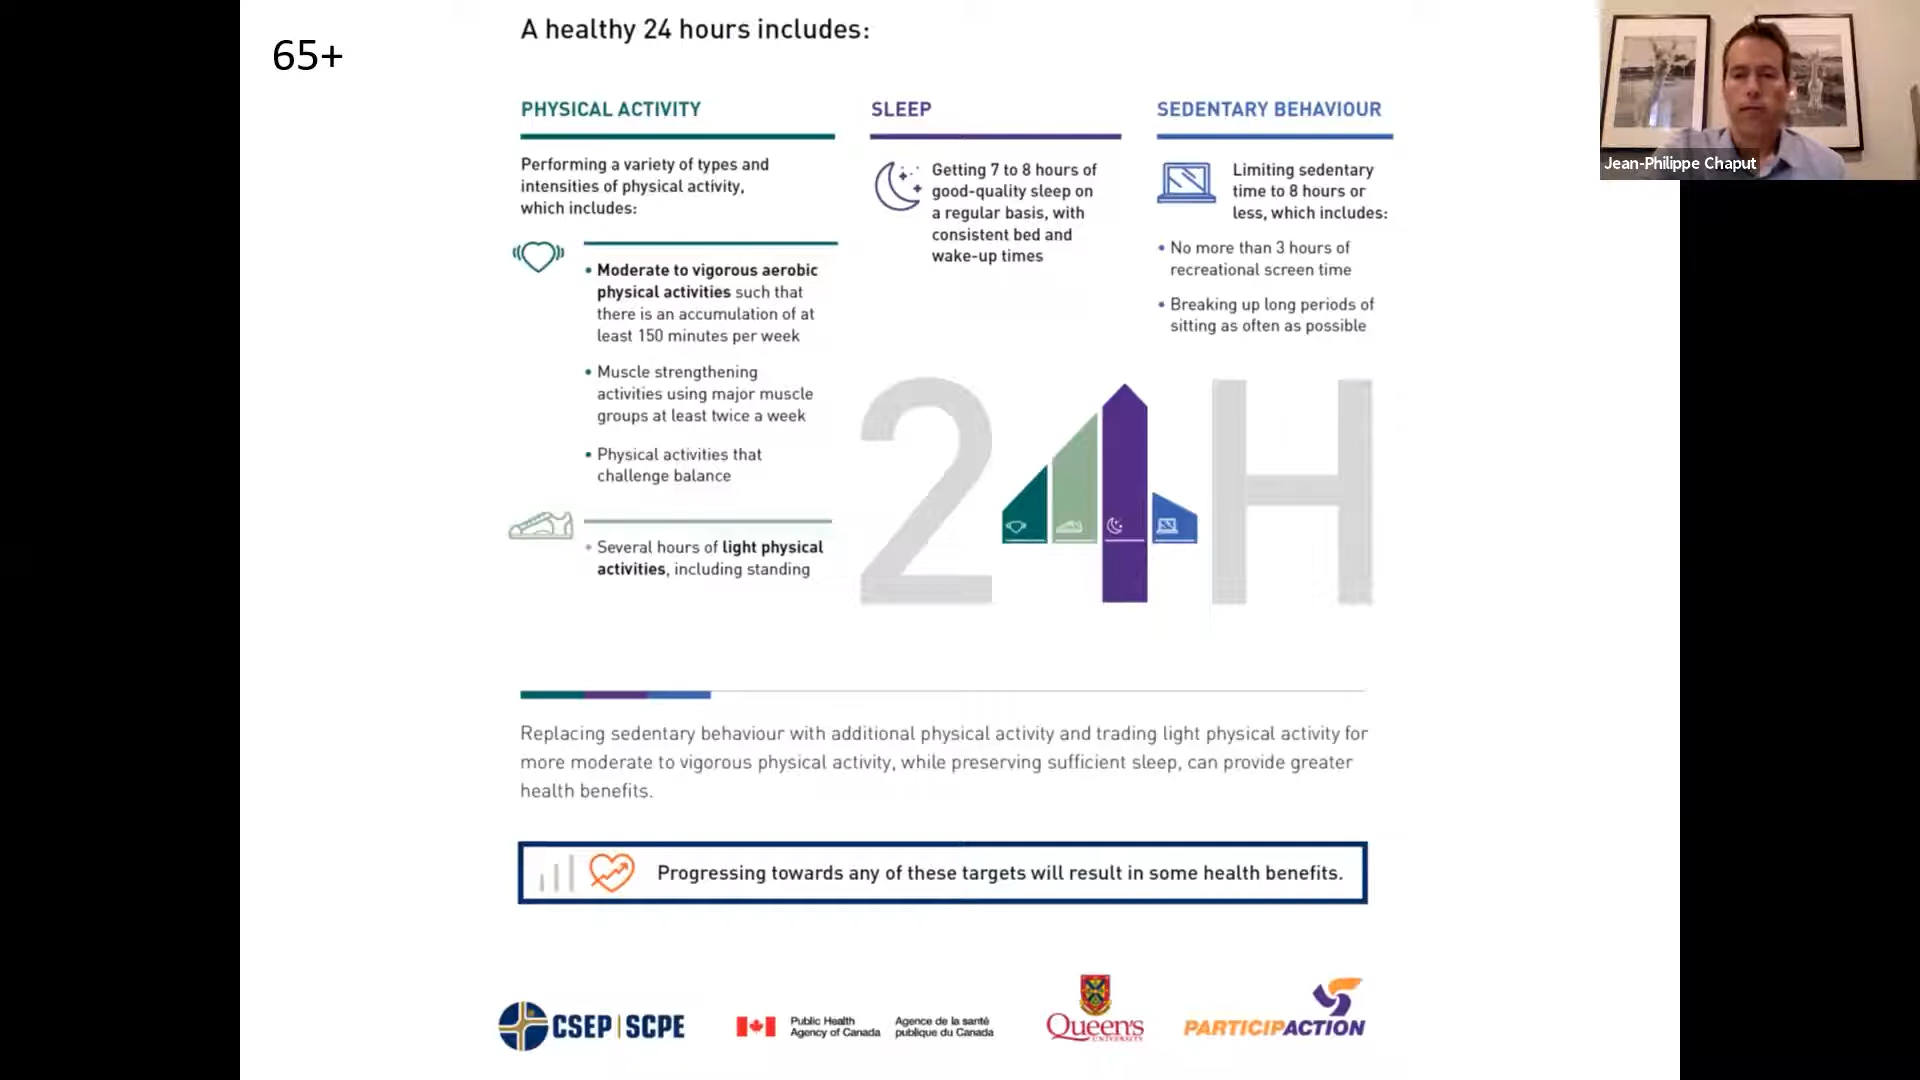 65+
A healthy 24 hours includes:
PHYSICAL ACTIVITY
Performing a variety of types and
intensities of physical activity,
which includes:
• Moderate to vigorous aerobic
physical activities such that
there is an accumulation of at
least 150 minutes per week
• Muscle strengthening
activities using major muscle
groups at least twice a week
• Physical activities that
challenge balance
• Several hours of light physical
activities, including standing
SLEEP
Getting 7 to 8 hours of
good-quality sleep on
a regular basis, with
consistent bed and
wake-up times
SEDENTARY BEHAVIOUR
Limiting sedentary
time to 8 hours or
less, which includes:
• No more than 3 hours of
recreational screen time
• Breaking up long periods of
sitting as often as possible
24H
Replacing sedentary behaviour with additional physical activity and trading light physical activity for
more moderate to vigorous physical activity, while preserving sufficient sleep, can provide greater
health benefits.
Progressing towards any of these targets will result in some health benefits.
CSEP | SCPE
Public Health
Agency of Canada
Agence de la santé
publique du Canada
Queen's
UNIVERSITY
PARTICIPACTION
Jean-Philippe Chaput